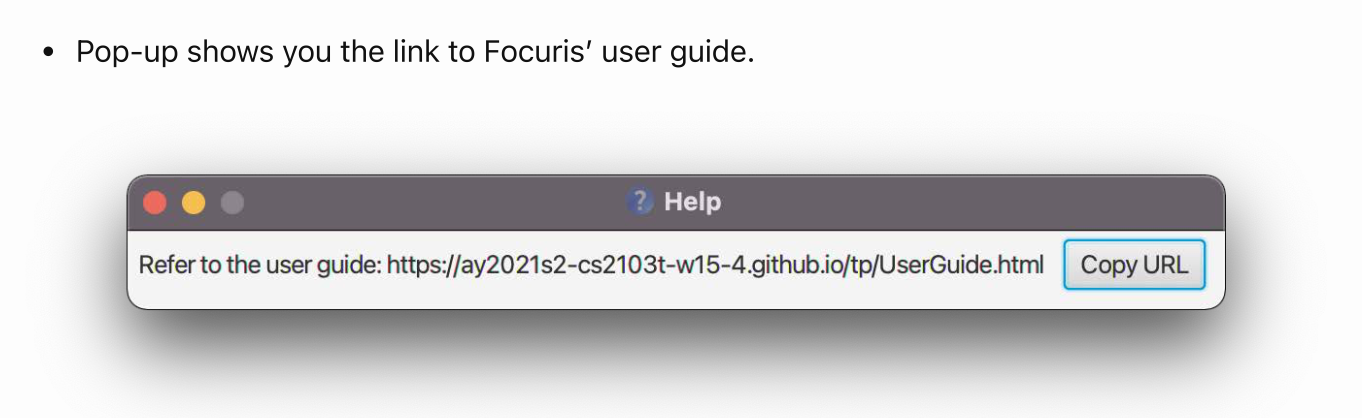 Pop-up shows you the link to Focuris’ user guide.
? Help
Refer to the user guide: https://ay2021s2-cs2103t-w15-4.github.io/tp/UserGuide.html Copy URL